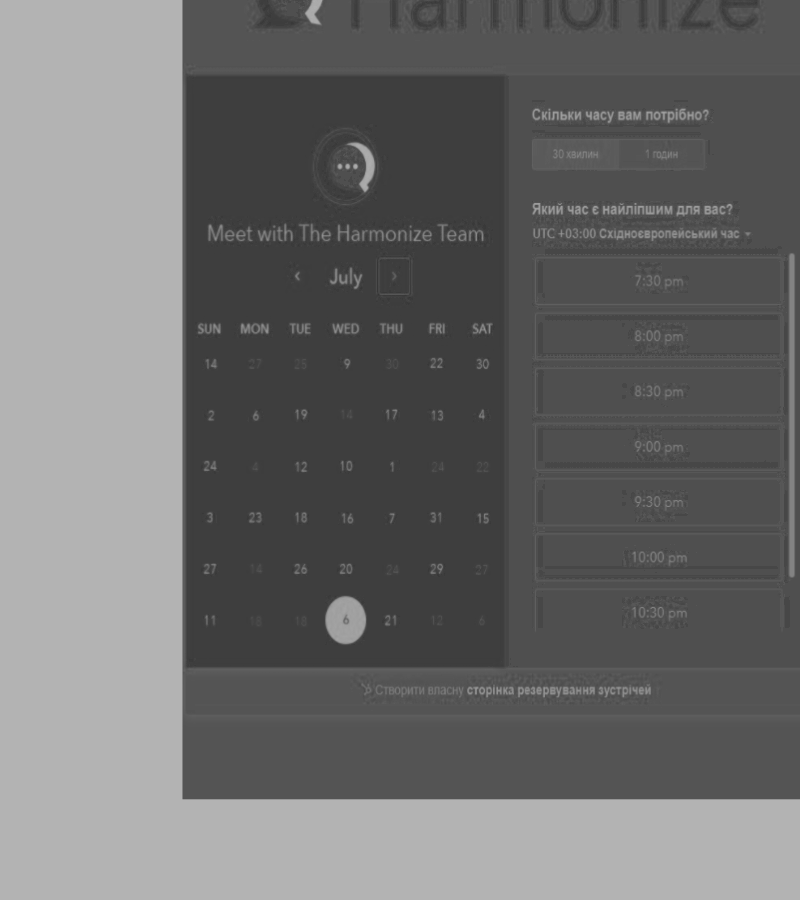 Harmonize
Meet with The Harmonize Team
‹ July ›
SUN MON TUE WED THU FRI SAT
14 27 25 9 30 22 30
2 6 19 14 17 13 4
24 4 12 10 1 24 22
3 23 18 16 7 31 15
27 14 26 20 24 29 27
11 18 6 21 12 6
Скільки часу вам потрібно?
30 хвилин 1 годин
Який час є найліпшим для вас?
UTC +03:00 Східноєвропейський час
7:30 pm
8:00 pm
8:30 pm
9:00 pm
9:30 pm
10:00 pm
10:30 pm
Створити власну сторінка резервування зустрічей